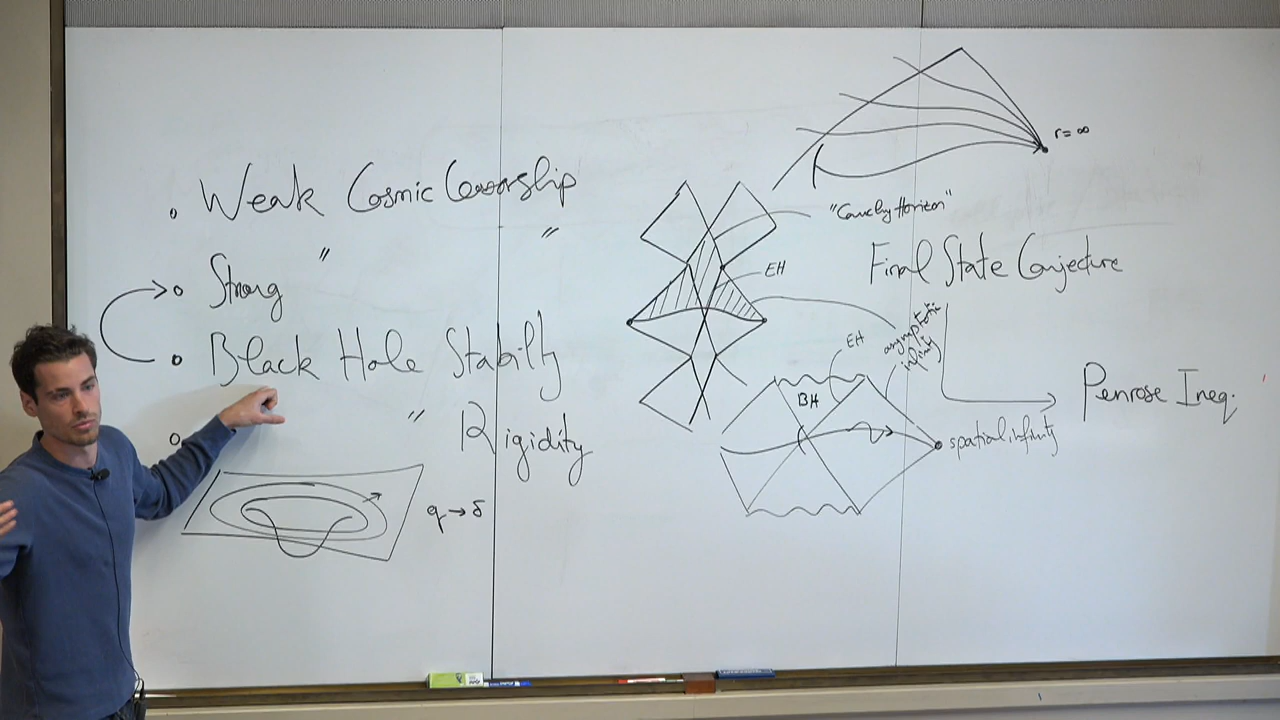 Weak Cosmic Censorship
Strong " "
Black Hole Stability
" Rigidity
q → δ
r = ∞
"Cauchy Horizon"
EH
Final State Conjecture
asymptotic infinity
EH
BH
spatial infinity
Penrose Ineq.